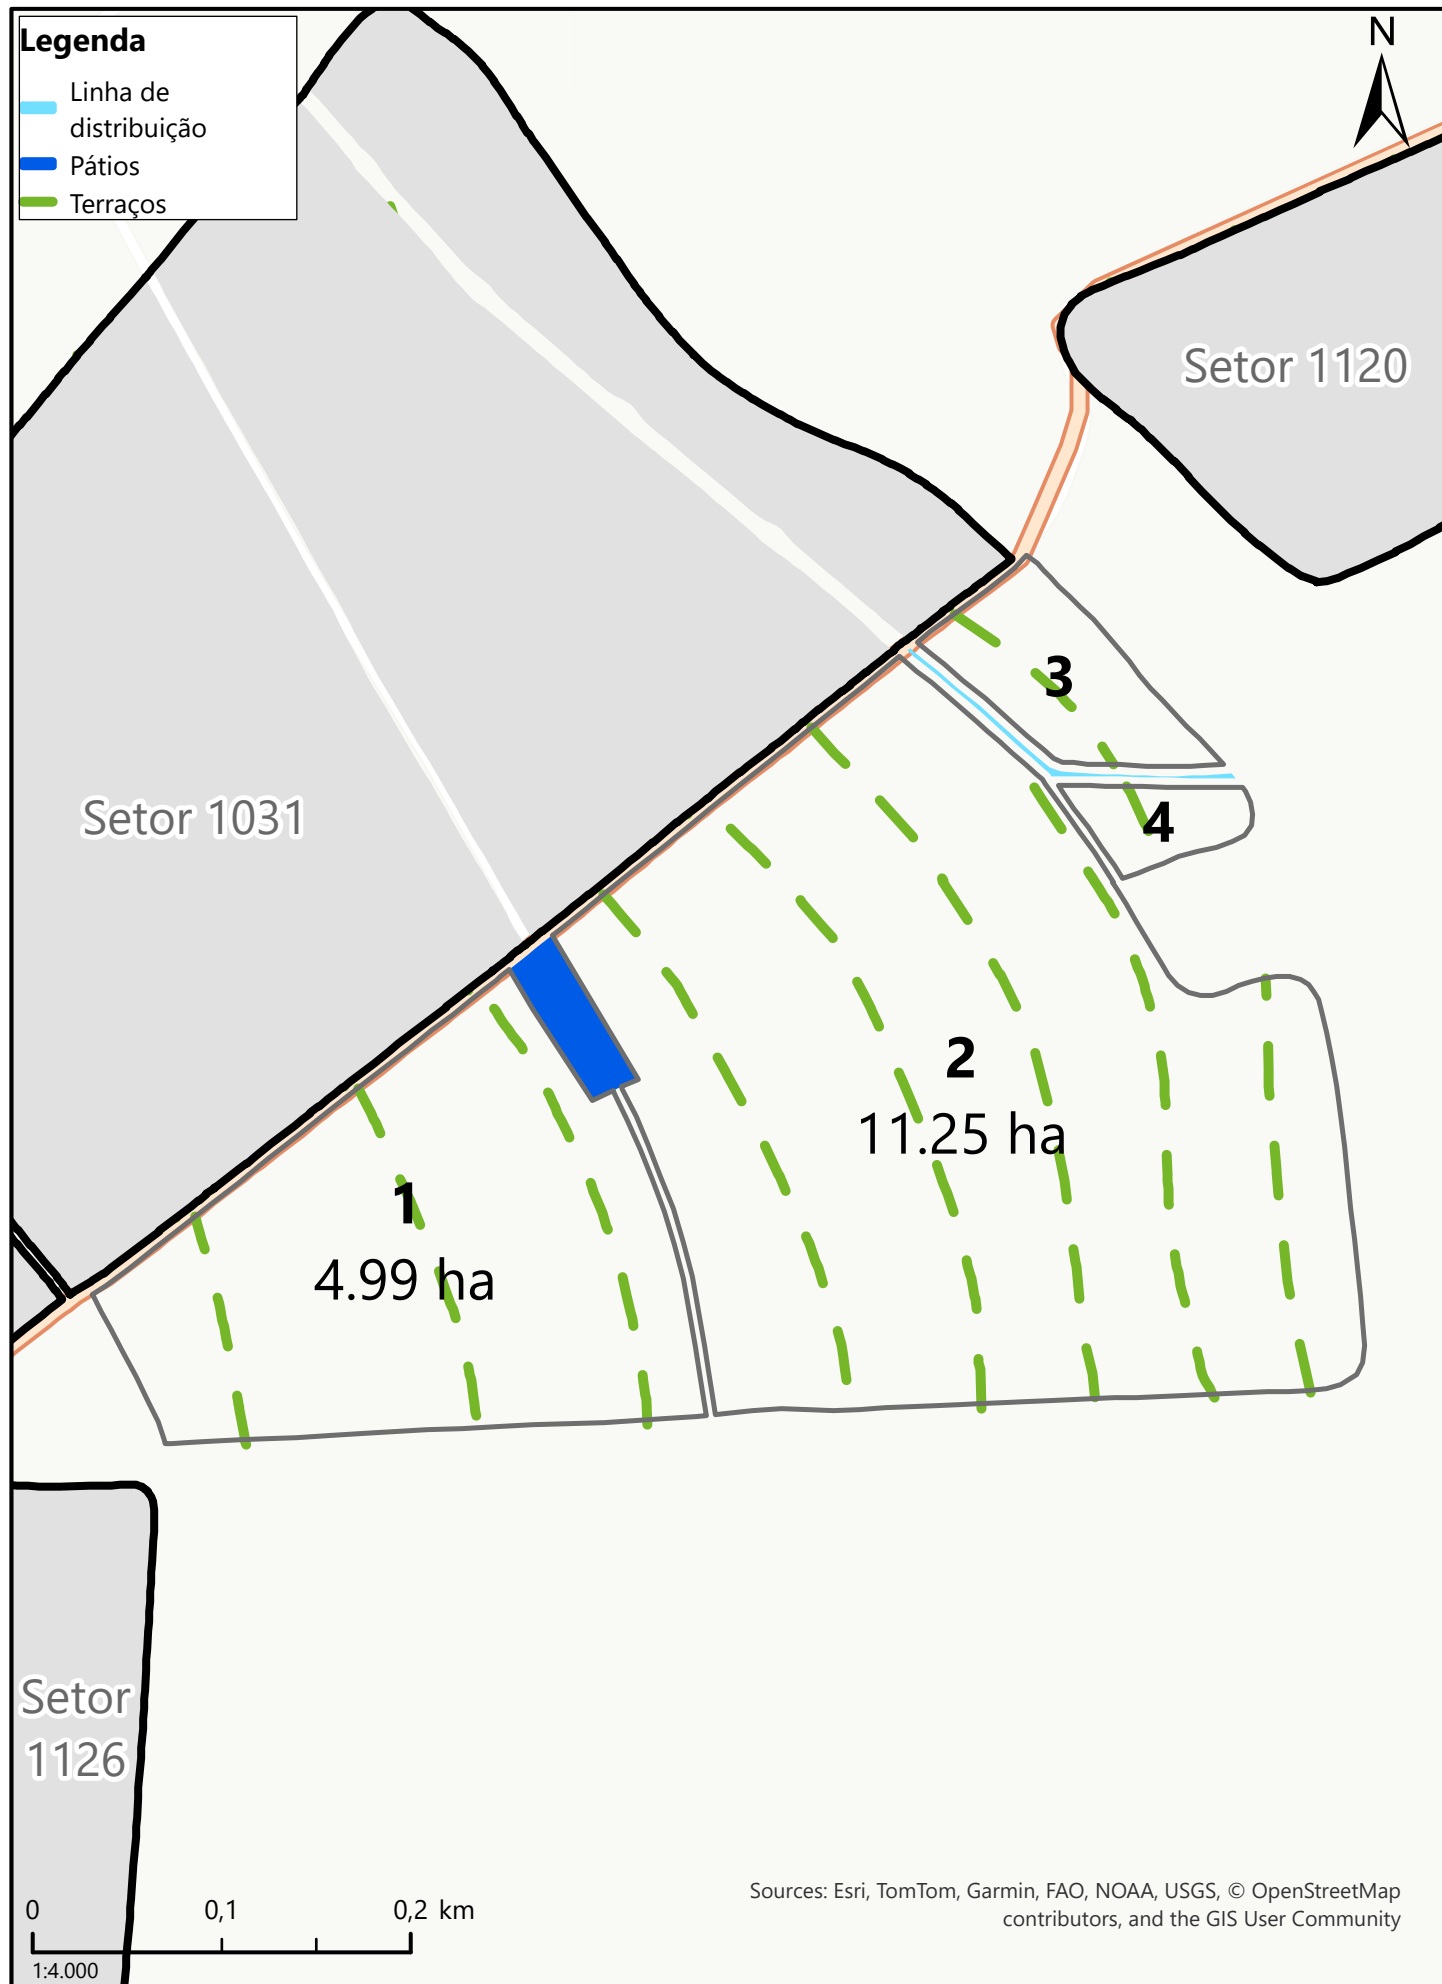 Legenda
Linha de
distribuição
Pátios
Terraços
N
Setor 1120
3
Setor 1031
4
2
11.25 ha
1
4.99 ha
Setor
1126
0 0,1 0,2 km
1:4.000
Sources: Esri, TomTom, Garmin, FAO, NOAA, USGS, © OpenStreetMap
contributors, and the GIS User Community